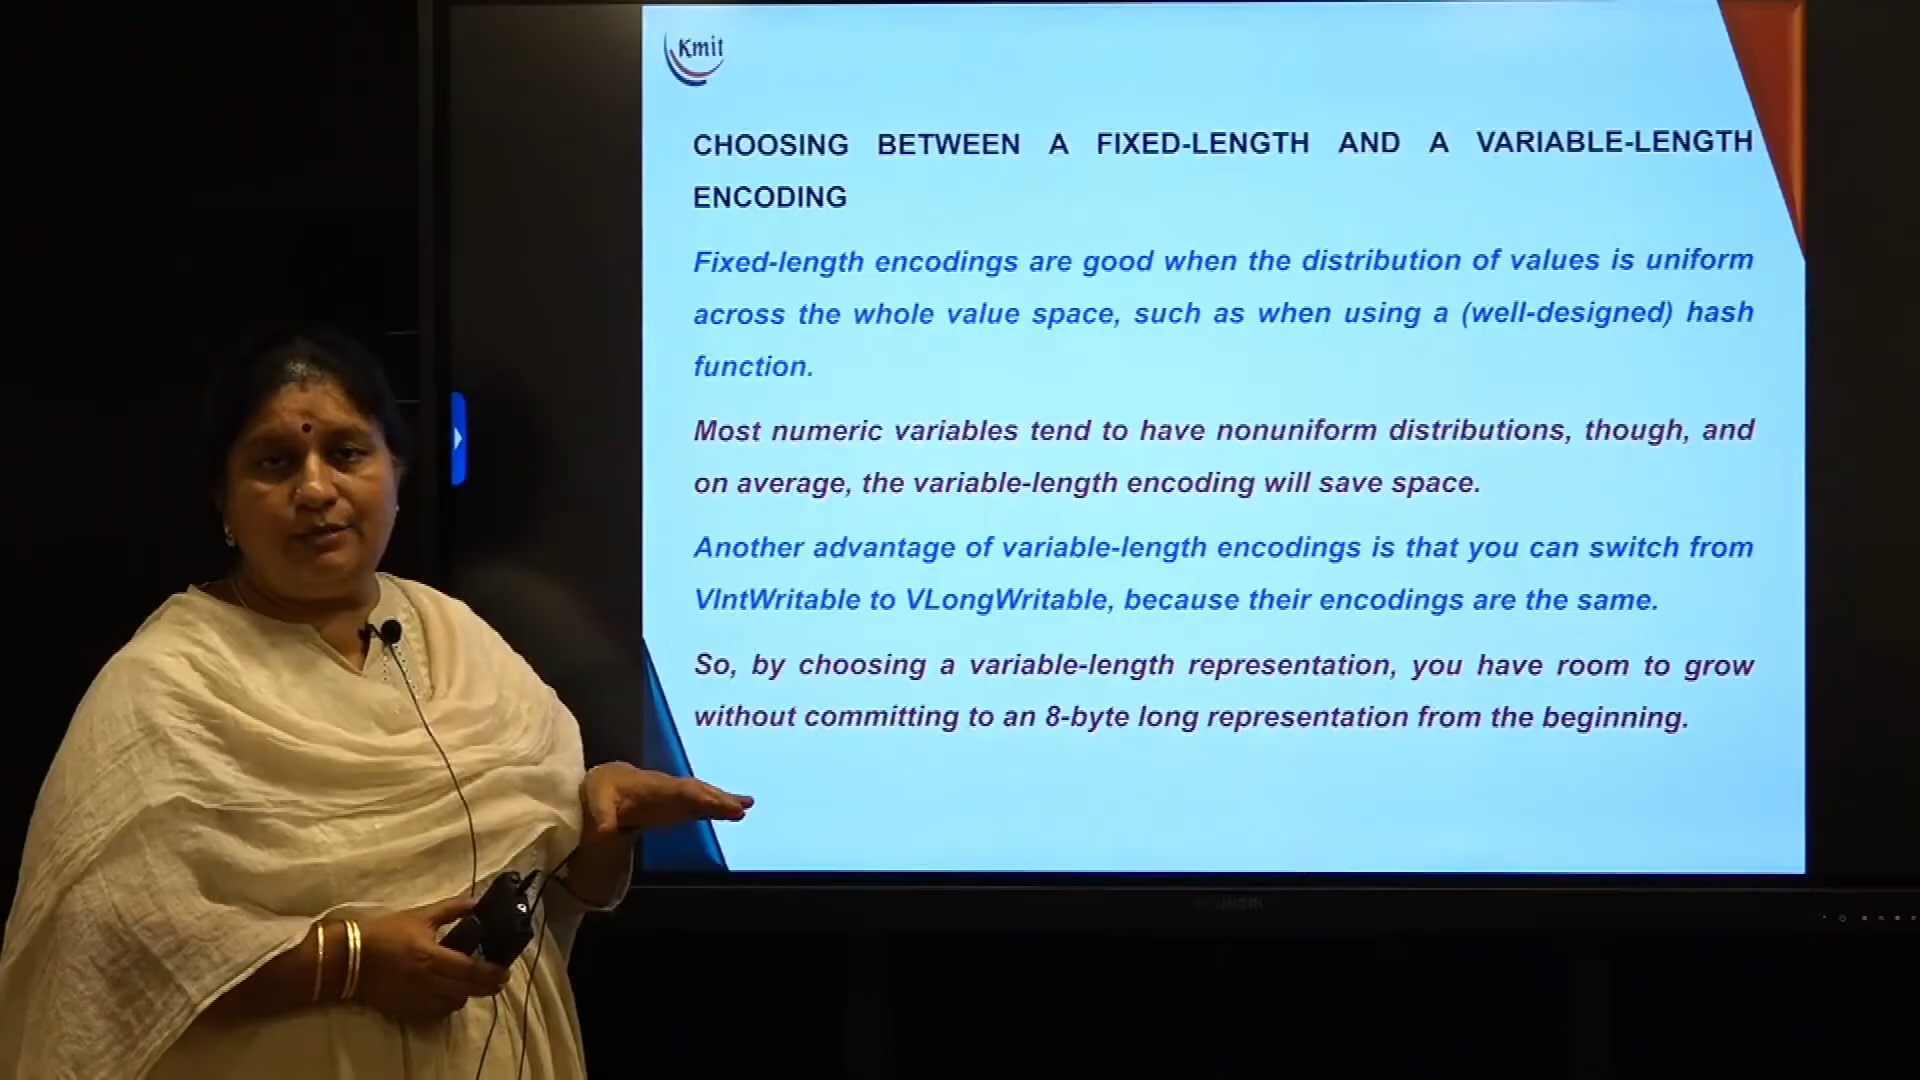 Kmit
CHOOSING BETWEEN A FIXED-LENGTH AND A VARIABLE-LENGTH
ENCODING
Fixed-length encodings are good when the distribution of values is uniform
across the whole value space, such as when using a (well-designed) hash
function.
Most numeric variables tend to have nonuniform distributions, though, and
on average, the variable-length encoding will save space.
Another advantage of variable-length encodings is that you can switch from
VIntWritable to VLongWritable, because their encodings are the same.
So, by choosing a variable-length representation, you have room to grow
without committing to an 8-byte long representation from the beginning.